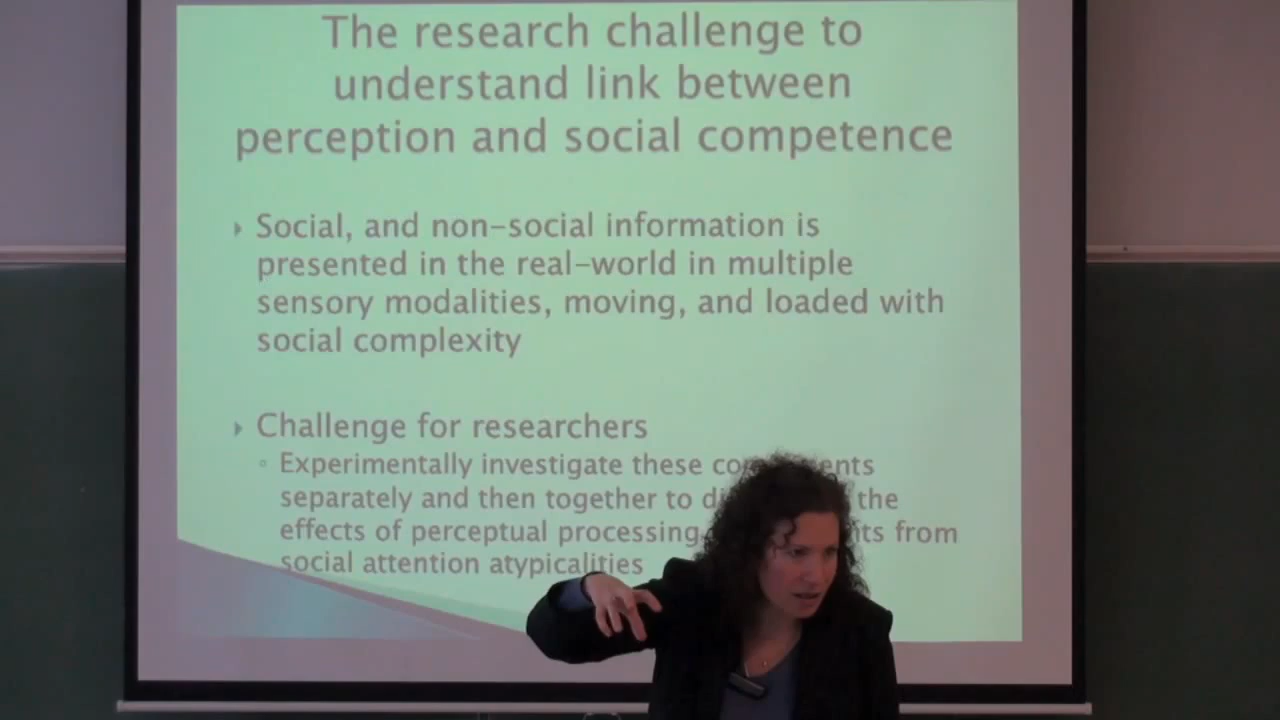 The research challenge to
understand link between
perception and social competence
Social, and non-social information is
presented in the real-world in multiple
sensory modalities, moving, and loaded with
social complexity
Challenge for researchers
Experimentally investigate these
separately and then together to the
effects of perceptual processing from
social attention atypicalities